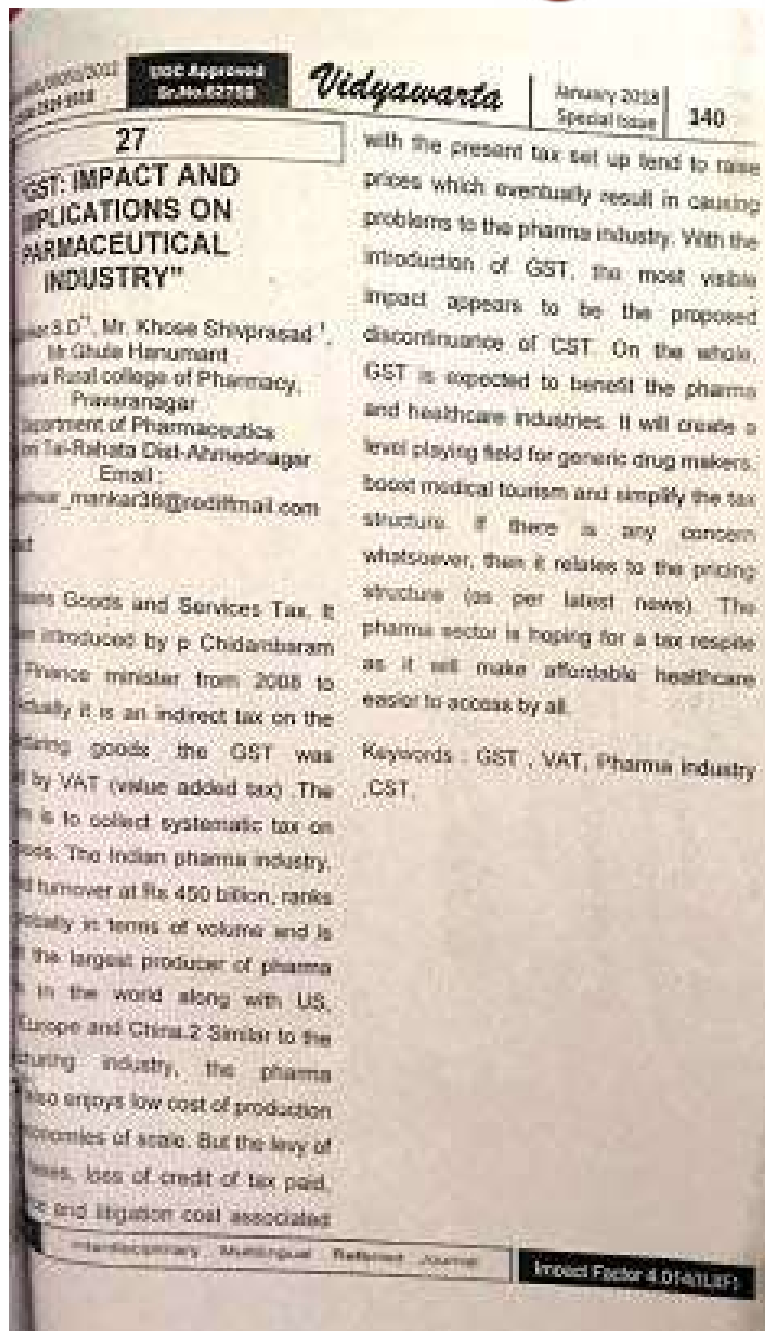 Vidyawarta
January 2018
Special Issue
140
27
"GST: IMPACT AND
IMPLICATIONS ON
PARMACEUTICAL
INDUSTRY"
S.D, Mr. Khose Shivprasad
Mr.Ghule Hanumant
Rural college of Pharmacy,
Pravaranagar
Department of Pharmaceutics
Tal-Rahata Dist-Ahmednagar
Email :
_mankar38@rediffmail.com
Goods and Services Tax. It
introduced by p Chidambaram
Finance minister from 2008 to
it is an indirect tax on the
goods the GST was
by VAT (value added tax) .The
is to collect systematic tax on
The Indian pharma industry,
turnover at Rs 450 billion, ranks
in terms of volume and is
the largest producer of pharma
in the world along with US,
Europe and China.2 Similar to the
industry, the pharma
also enjoys low cost of production
economies of scale. But the levy of
loss of credit of tax paid,
and litigation cost associated
with the present tax set up tend to raise
prices which eventually result in causing
problems to the pharma industry. With the
introduction of GST, the most visible
impact appears to be the proposed
discontinuance of CST. On the whole,
GST is expected to benefit the pharma
and healthcare industries. It will create a
level playing field for generic drug makers,
boost medical tourism and simplify the tax
structure. If there is any concern
whatsoever, then it relates to the pricing
structure (as per latest news). The
pharma sector is hoping for a tax respite
as it will make affordable healthcare
easier to access by all.
Keywords : GST , VAT, Pharma industry
,CST,
Interdisciplinary Multilingual Refereed Journal
Impact Factor